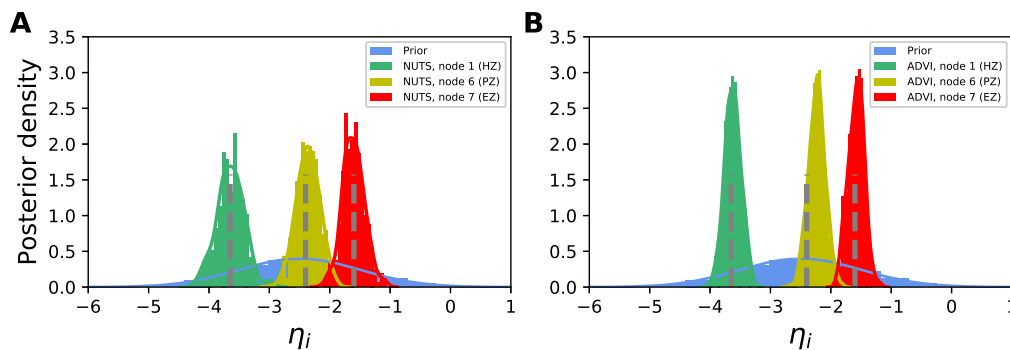 A
B
Posterior density
3.5
3.0
2.5
2.0
1.5
1.0
0.5
0.0
Prior
NUTS, node 1 (HZ)
NUTS, node 6 (PZ)
NUTS, node 7 (EZ)
−6 −5 −4 −3 −2 −1 0 1
ηi
3.5
3.0
2.5
2.0
1.5
1.0
0.5
0.0
Prior
ADVI, node 1 (HZ)
ADVI, node 6 (PZ)
ADVI, node 7 (EZ)
−6 −5 −4 −3 −2 −1 0 1
ηi